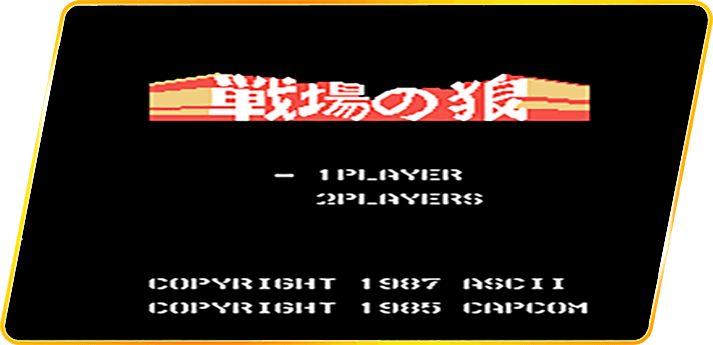 戦場の狼
- 1PLAYER
2PLAYERS
COPYRIGHT 1987 ASCII
COPYRIGHT 1985 CAPCOM